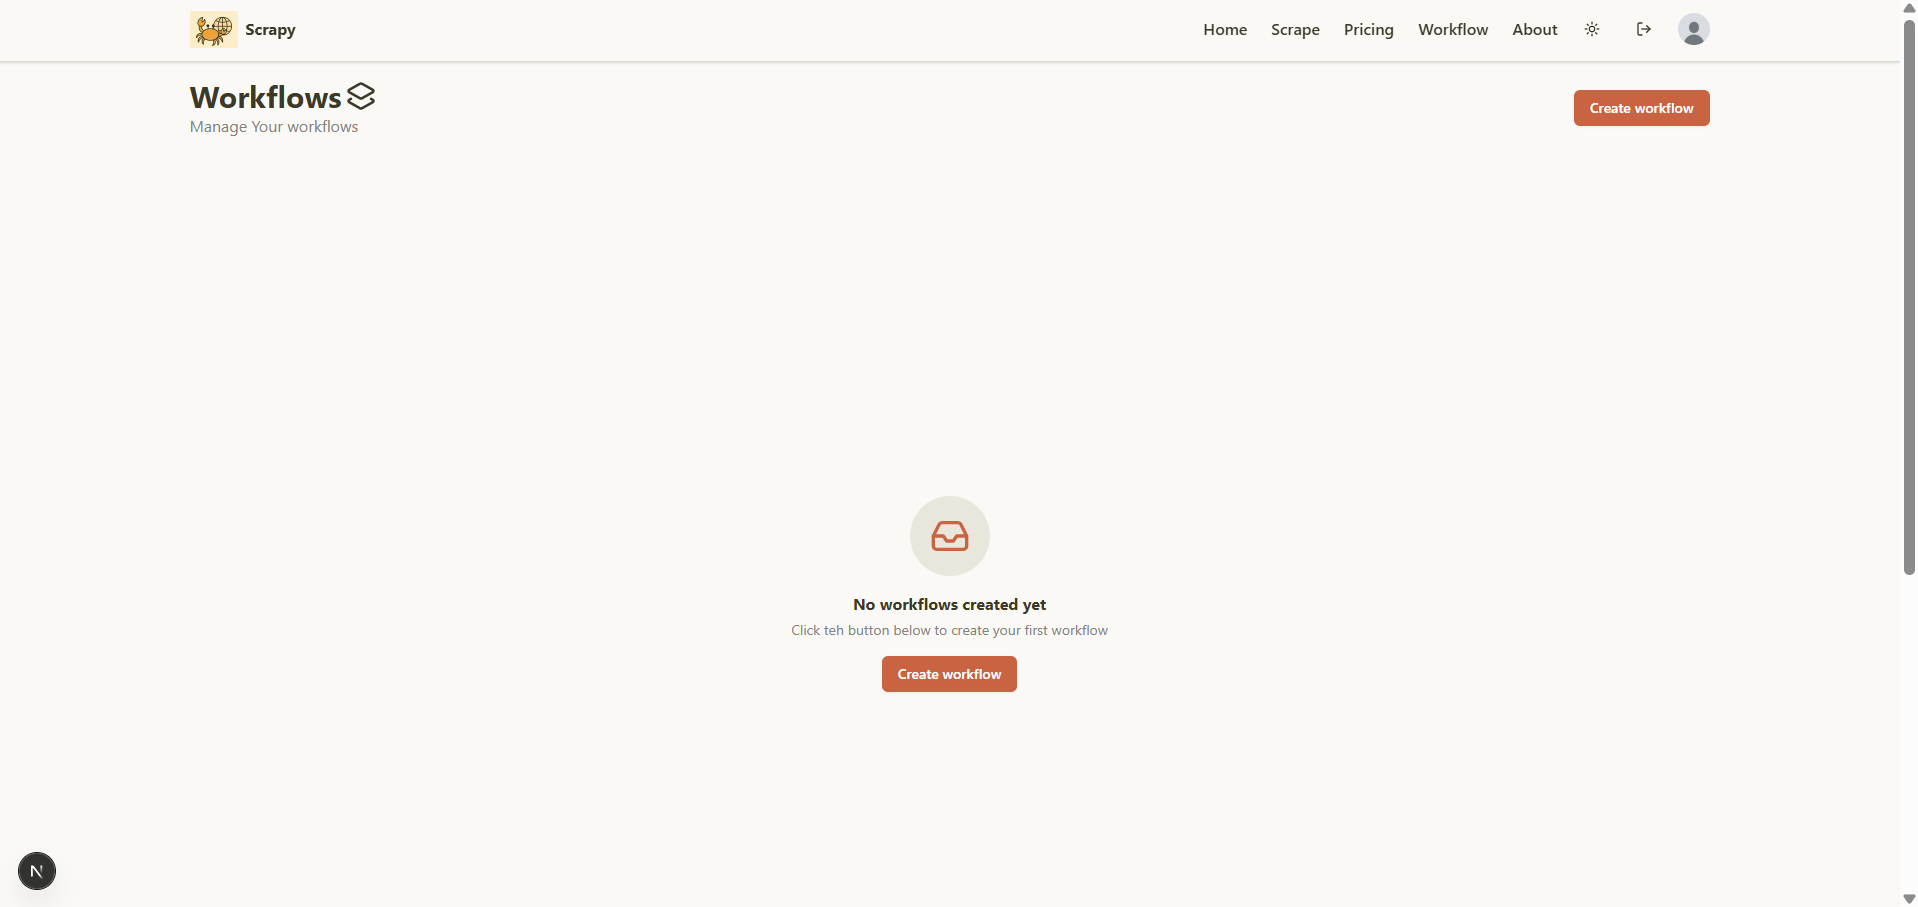 Scrapy
Home Scrape Pricing Workflow About
Workflows
Manage Your workflows
Create workflow
No workflows created yet
Click teh button below to create your first workflow
Create workflow
N